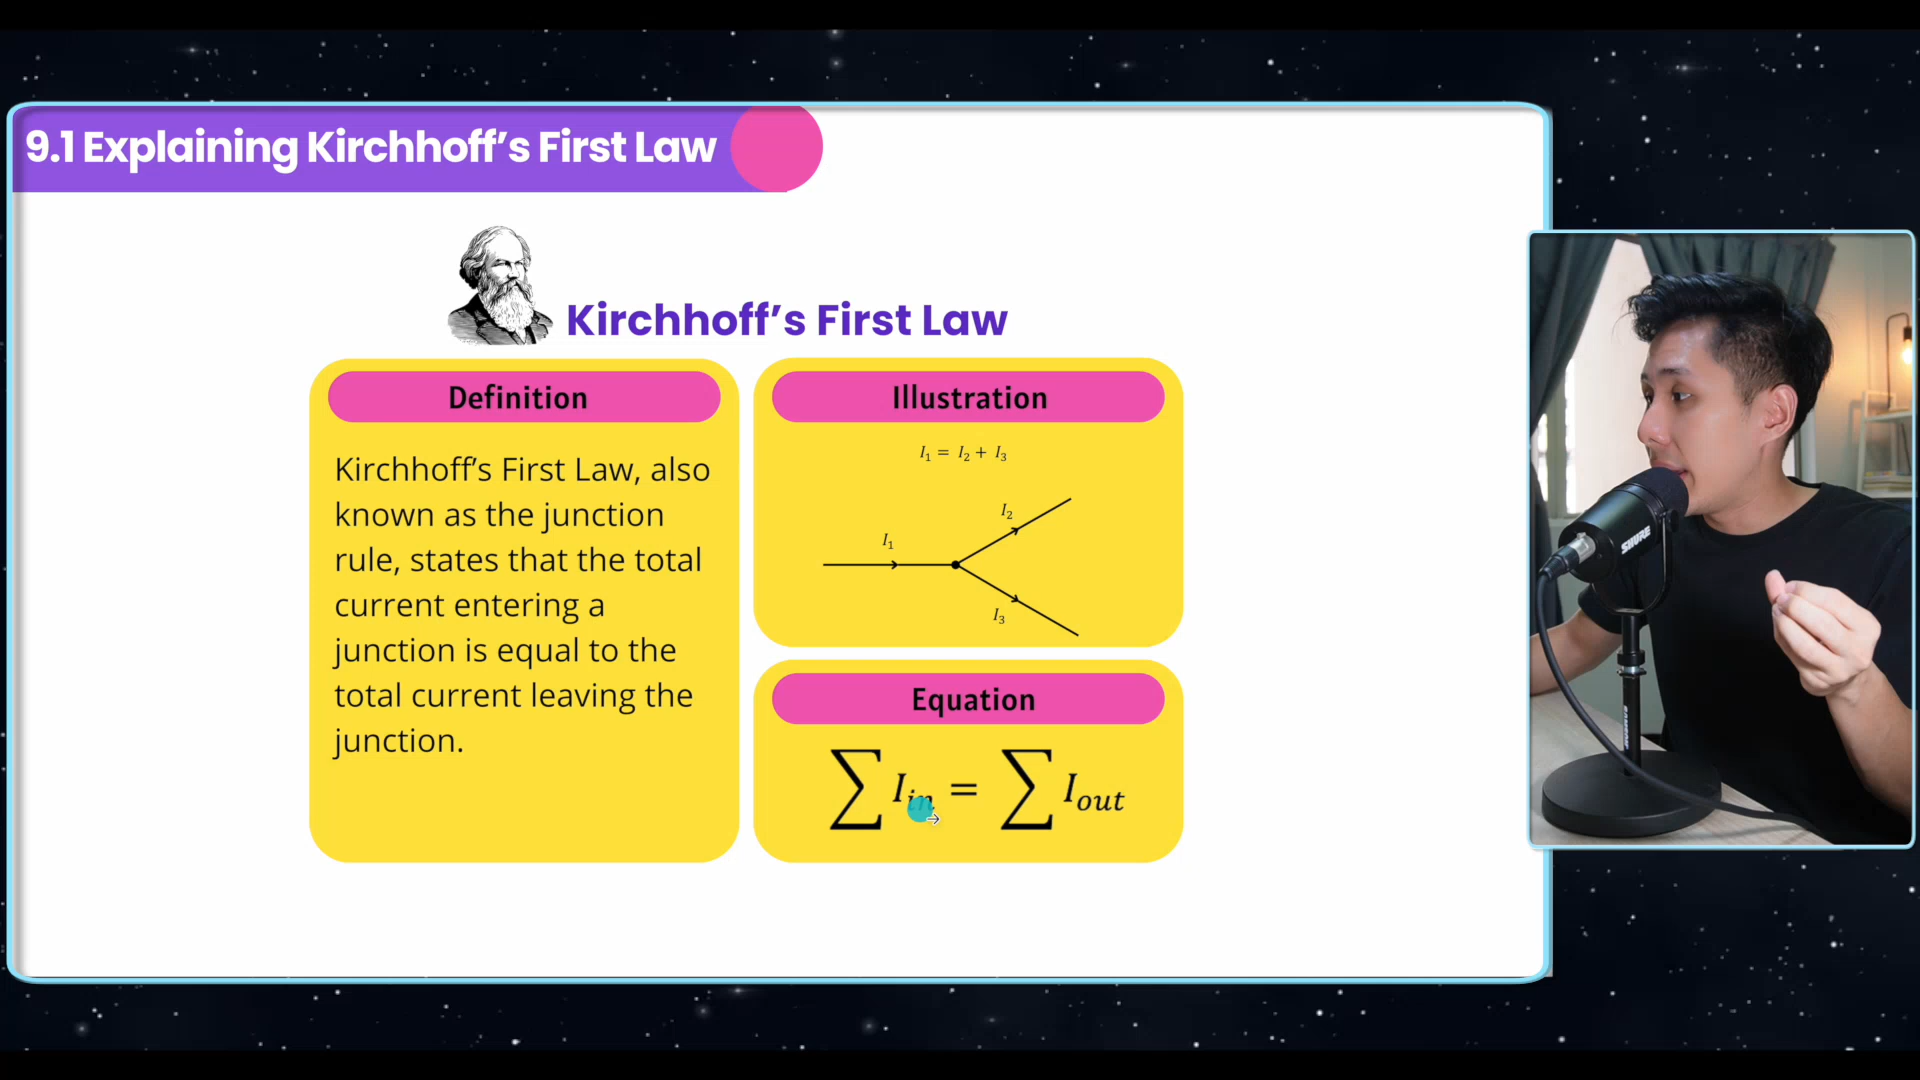 9.1 Explaining Kirchhoff’s First Law
Kirchhoff’s First Law
Definition
Kirchhoff’s First Law, also
known as the junction
rule, states that the total
current entering a
junction is equal to the
total current leaving the
junction.
Illustration
I₁ = I₂ + I₃
I₂
I₁
I₃
Equation
∑ I_in = ∑ I_out
SHURE